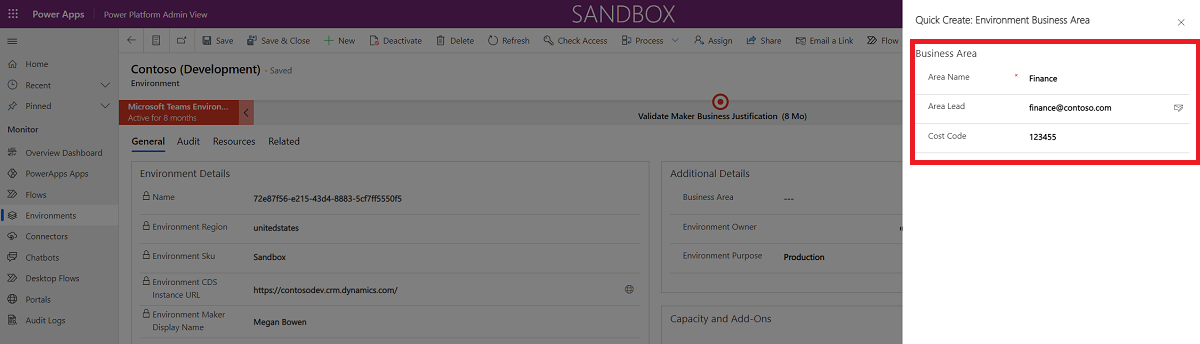 Power Apps Power Platform Admin View SANDBOX
Save Save & Close New Deactivate Delete Refresh Check Access Process Assign Share Email a Link Flow
Home
Recent
Pinned
Monitor
Overview Dashboard
PowerApps Apps
Flows
Environments
Connectors
Chatbots
Desktop Flows
Portals
Audit Logs
Contoso (Development) - Saved
Environment
Microsoft Teams Environ...
Active for 8 months
Validate Maker Business Justification (8 Mo)
General Audit Resources Related
Environment Details
Name 72e87f56-e215-43d4-8883-5cf7ff5550f5
Environment Region unitedstates
Environment Sku Sandbox
Environment CDS
Instance URL https://contosodev.crm.dynamics.com/
Environment Maker
Display Name Megan Bowen
Additional Details
Business Area ---
Environment Owner
Environment Purpose Production
Capacity and Add-Ons
Quick Create: Environment Business Area
Business Area
Area Name * Finance
Area Lead finance@contoso.com
Cost Code 123455